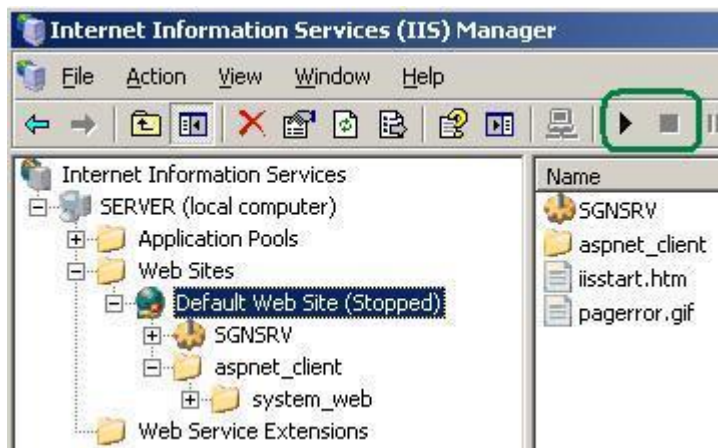 Internet Information Services (IIS) Manager
File Action View Window Help
Internet Information Services
SERVER (local computer)
Application Pools
Web Sites
Default Web Site (Stopped)
SGNSRV
aspnet_client
system_web
Web Service Extensions
Name
SGNSRV
aspnet_client
iisstart.htm
pagerror.gif